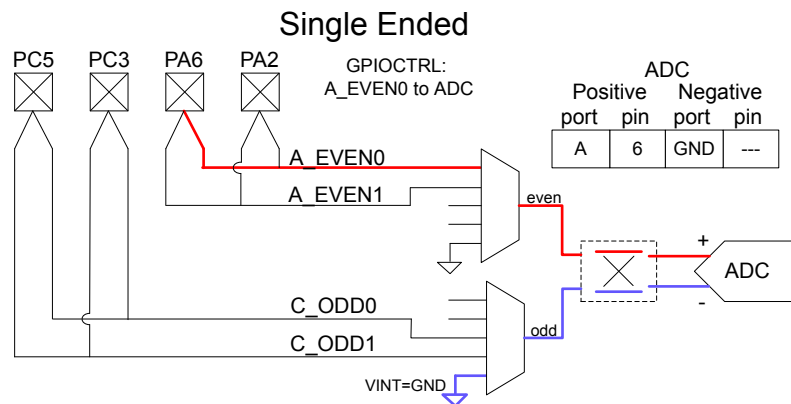 Single Ended
PC5 PC3 PA6 PA2
GPIOCTRL:
A_EVEN0 to ADC
ADC
Positive Negative
port pin port pin
A 6 GND ---
A_EVEN0
A_EVEN1
even
+
ADC
-
C_ODD0
odd
C_ODD1
VINT=GND